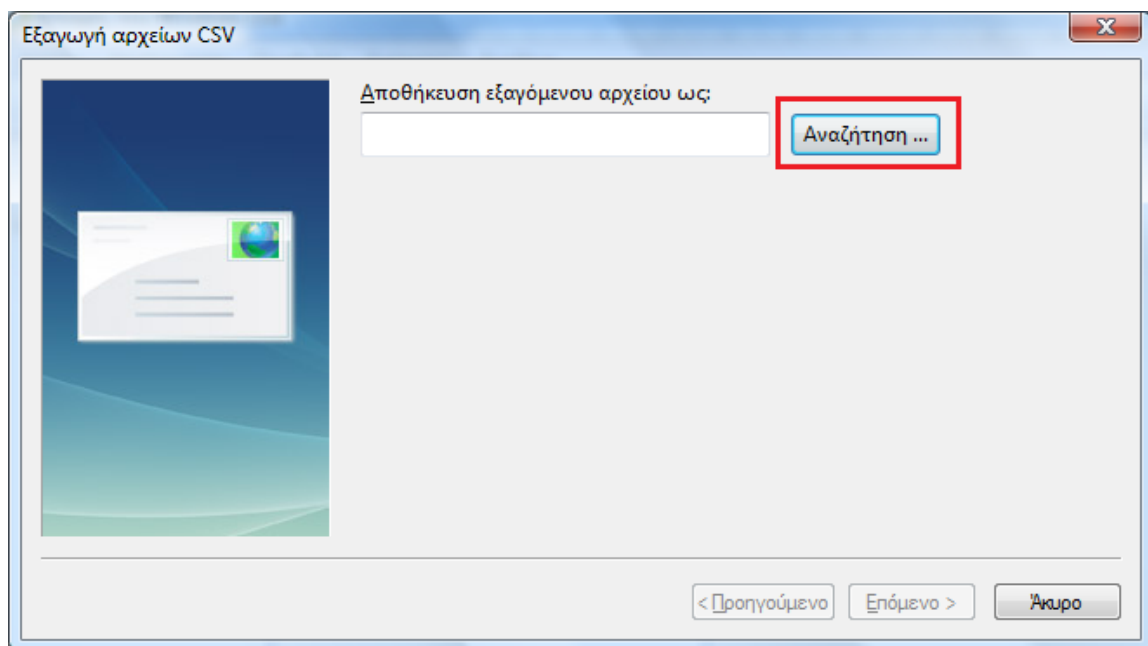 Εξαγωγή αρχείων CSV
Αποθήκευση εξαγόμενου αρχείου ως:
Αναζήτηση ...
< Προηγούμενο
Επόμενο >
Άκυρο